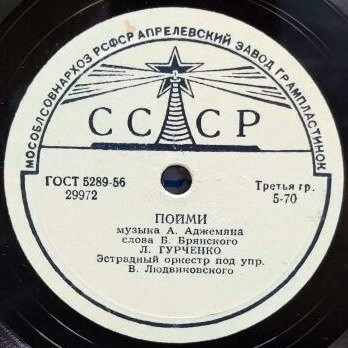 МОСОБЛСОВНАРХОЗ РСФСР АПРЕЛЕВСКИЙ ЗАВОД ГРАМПЛАСТИНОК
СССР
ГОСТ 5289-56
29972
Третья гр.
5-70
ПОЙМИ
музыка А. Аджемяна
слова Б. Брянского
Л. ГУРЧЕНКО
Эстрадный оркестр под упр.
В. Людвиковского